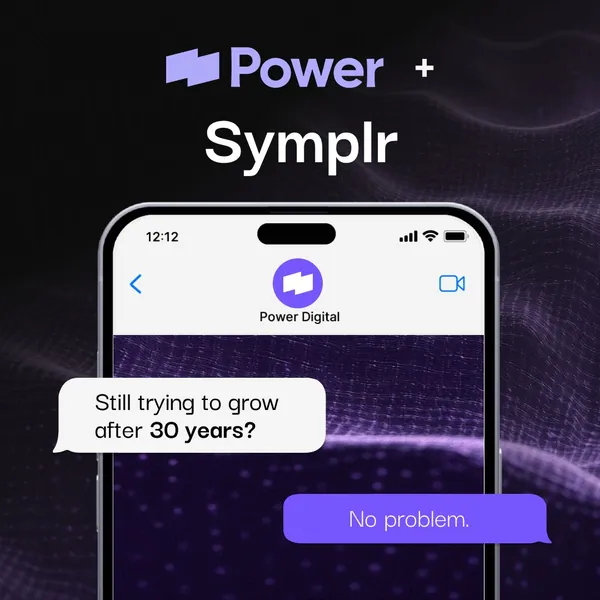 Power +
Symplr
12:12
Power Digital
Still trying to grow
after 30 years?
No problem.